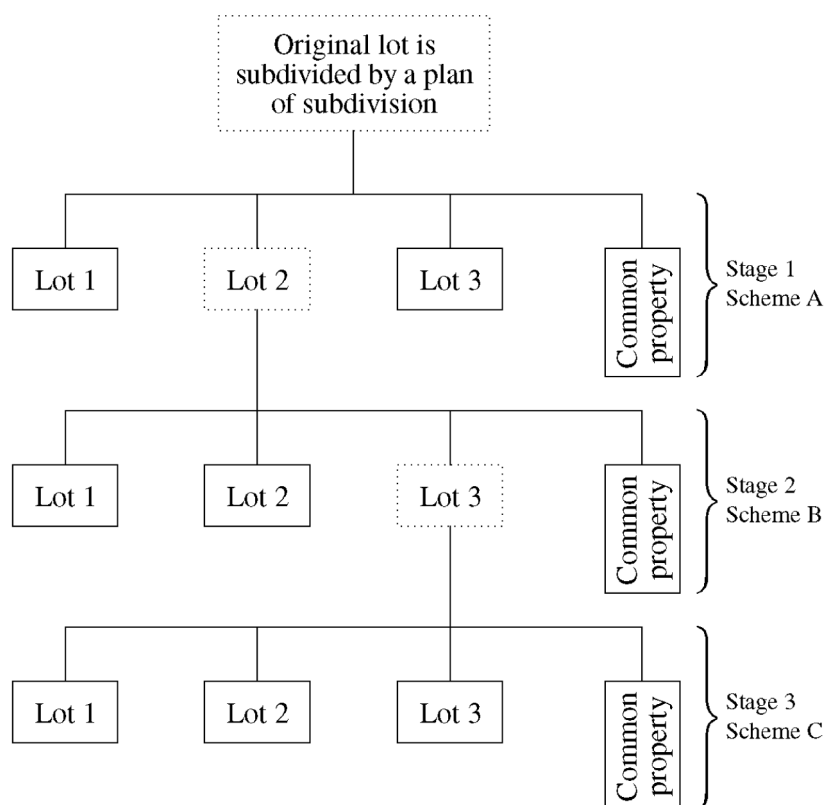 Original lot is
subdivided by a plan
of subdivision
Lot 1
Lot 2
Lot 3
Common
property
Stage 1
Scheme A
Lot 1
Lot 2
Lot 3
Common
property
Stage 2
Scheme B
Lot 1
Lot 2
Lot 3
Common
property
Stage 3
Scheme C